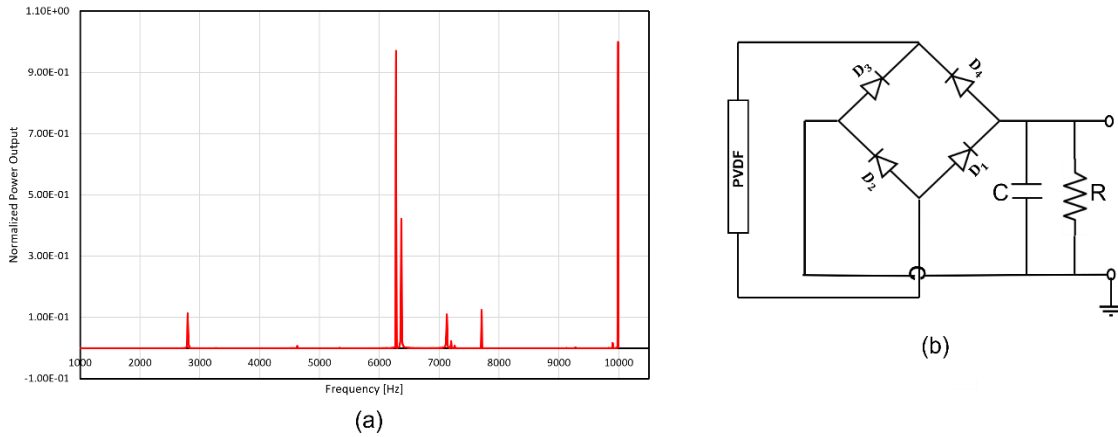 1.10E+00
9.00E-01
7.00E-01
5.00E-01
3.00E-01
1.00E-01
-1.00E-01
Normalized Power Output
1000 2000 3000 4000 5000 6000 7000 8000 9000 10000
Frequency [Hz]
(a)
PVDF
D3
D4
D2
D1
C
R
(b)